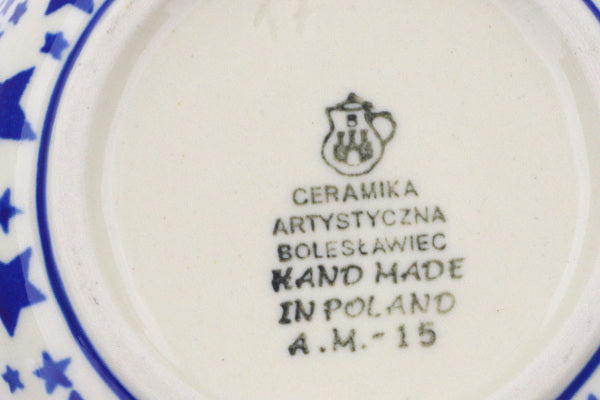 B
CERAMIKA
ARTYSTYCZNA
BOLESŁAWIEC
HAND MADE
IN POLAND
A.M.-15